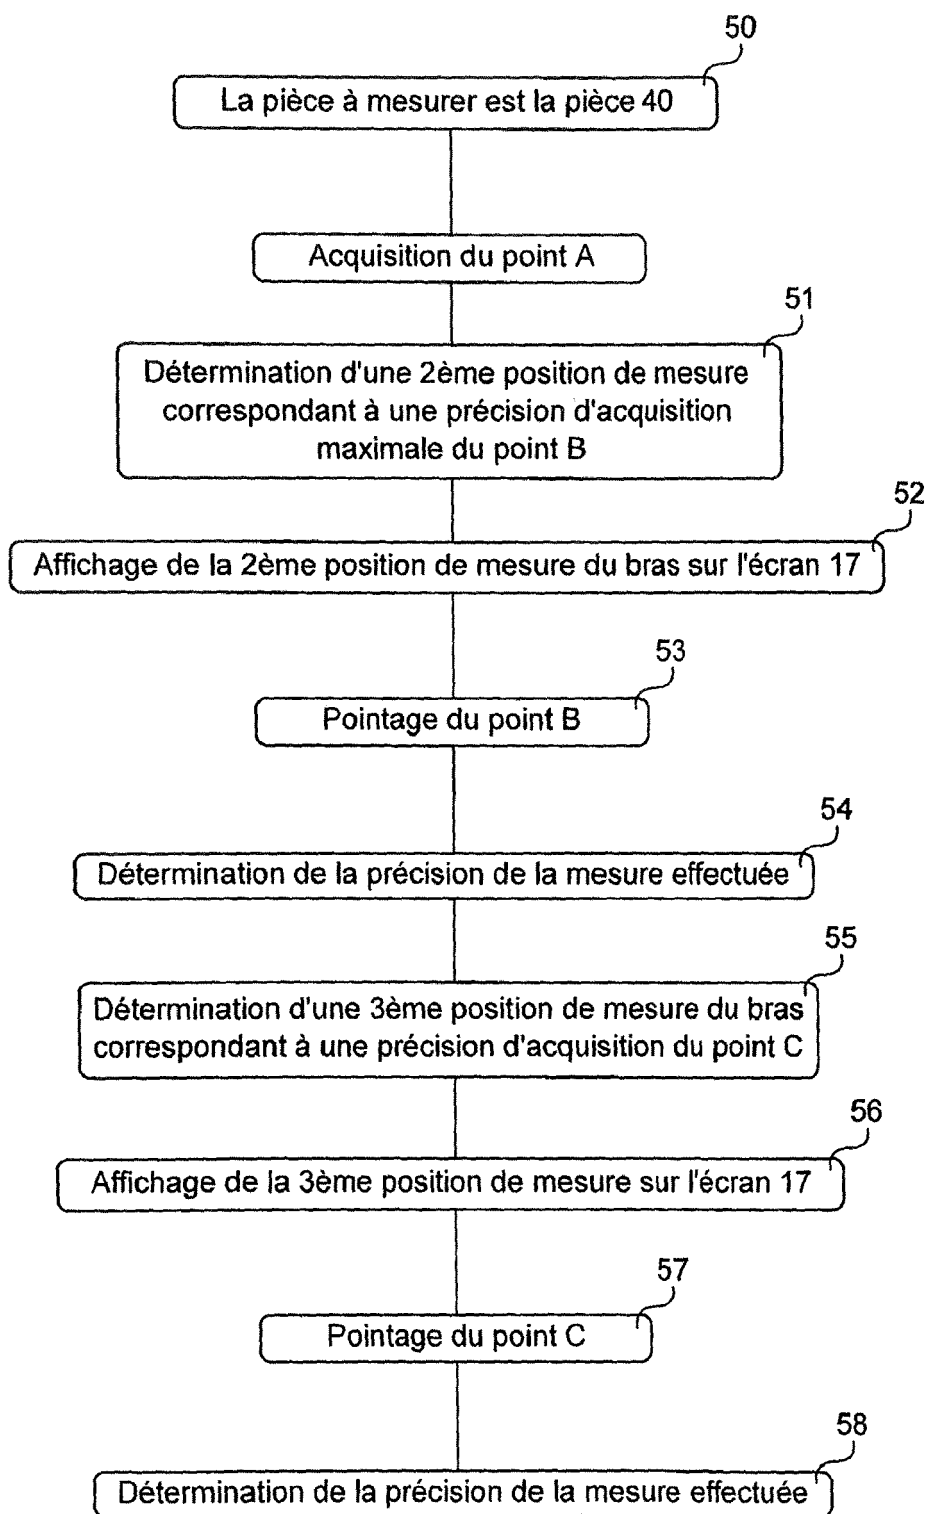 50
La pièce à mesurer est la pièce 40
Acquisition du point A
51
Détermination d'une 2ème position de mesure
correspondant à une précision d'acquisition
maximale du point B
52
Affichage de la 2ème position de mesure du bras sur l'écran 17
53
Pointage du point B
54
Détermination de la précision de la mesure effectuée
55
Détermination d'une 3ème position de mesure du bras
correspondant à une précision d'acquisition du point C
56
Affichage de la 3ème position de mesure sur l'écran 17
57
Pointage du point C
58
Détermination de la précision de la mesure effectuée